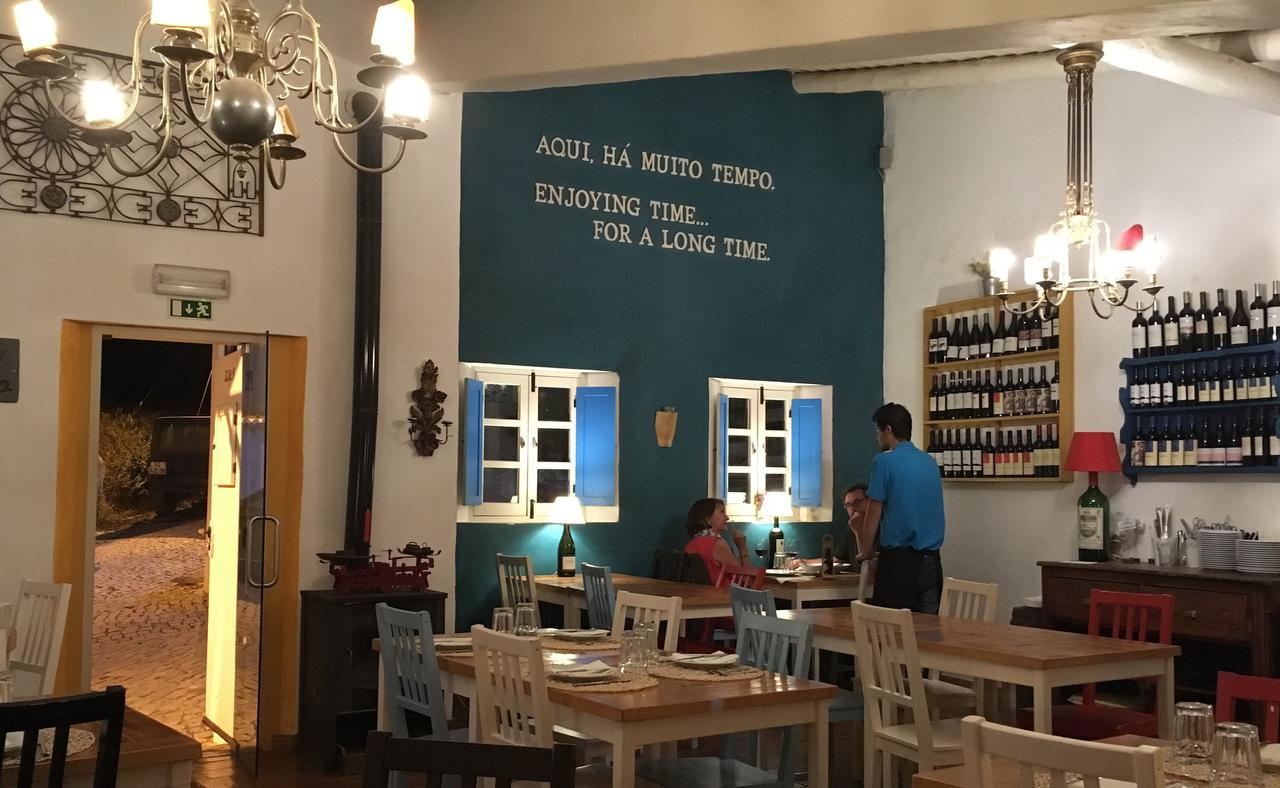 AQUI, HÁ MUITO TEMPO.
ENJOYING TIME...
FOR A LONG TIME.